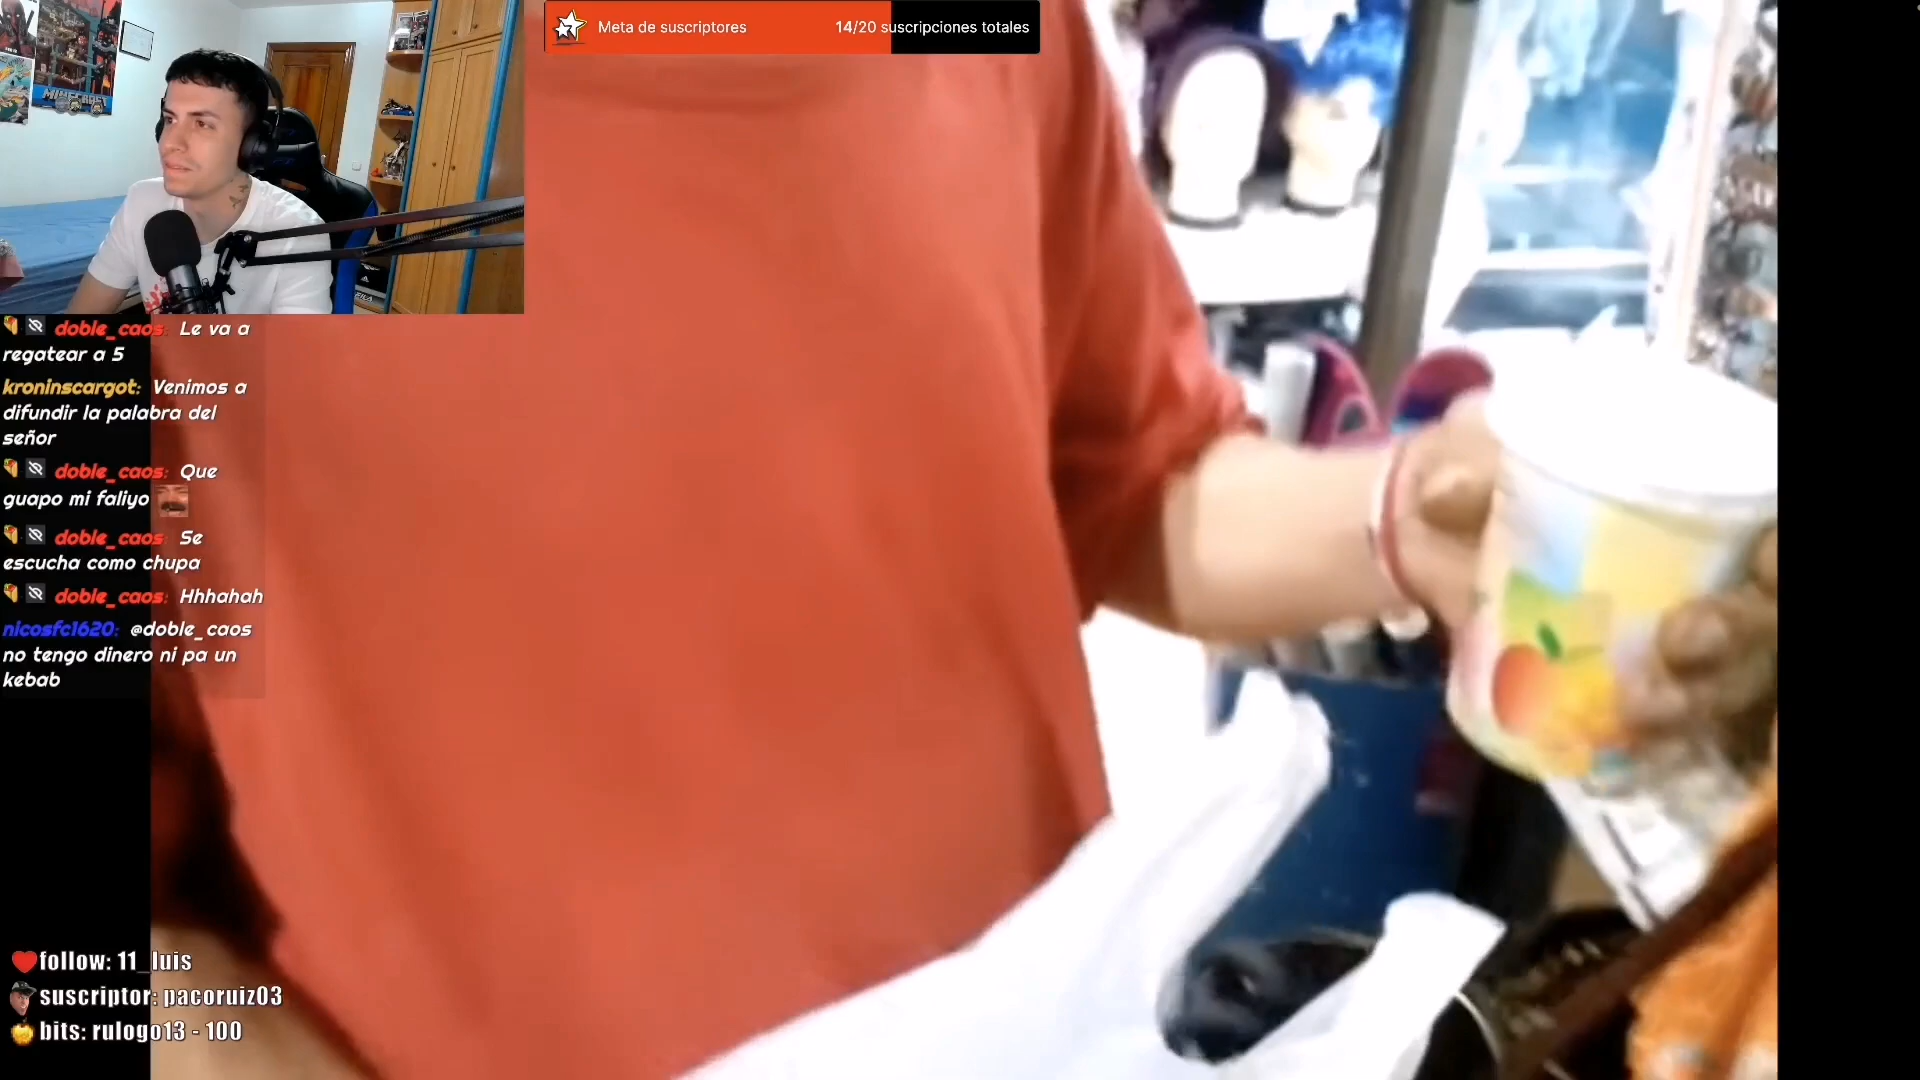 Meta de suscriptores 14/20 suscripciones totales
MINECRAFT
FILA
doble_caos: Le va a
regatear a 5
kroninscargot: Venimos a
difundir la palabra del
señor
doble_caos: Que
guapo mi faliyo
doble_caos: Se
escucha como chupa
doble_caos: Hhhahah
nicosfc1620: @doble_caos
no tengo dinero ni pa un
kebab
follow: 11_luis
suscriptor: pacoruiz03
bits: rulogo13 - 100